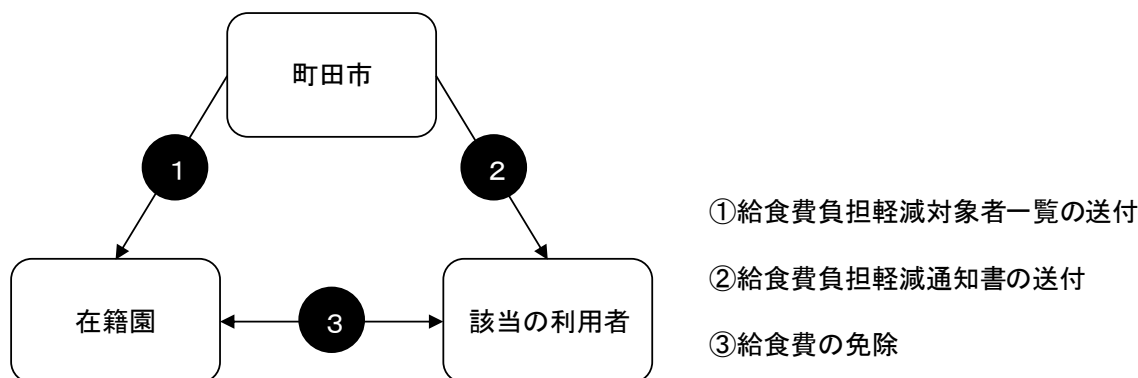 町田市
1
2
①給食費負担軽減対象者一覧の送付
②給食費負担軽減通知書の送付
在籍園
3
該当の利用者
③給食費の免除